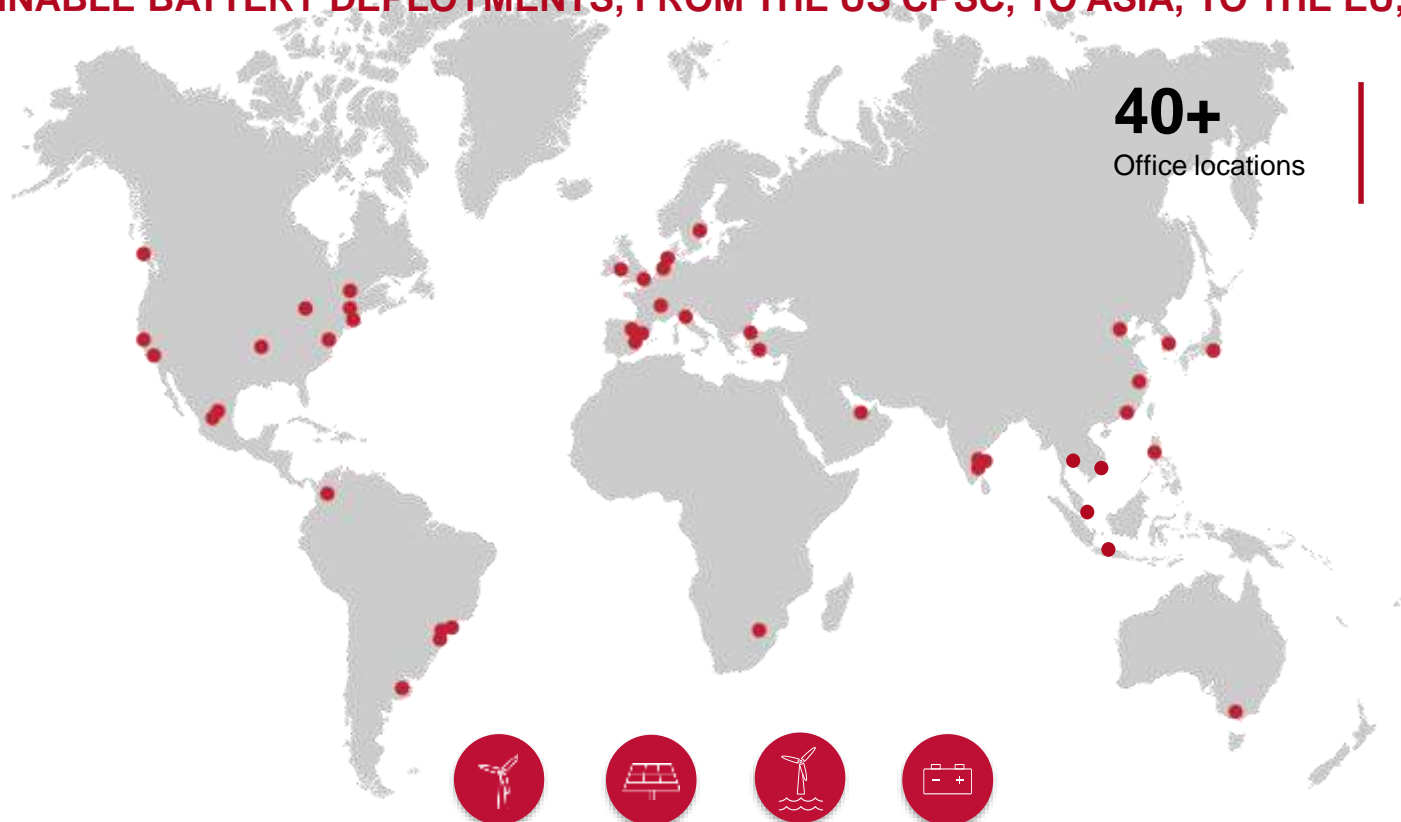 BATTERY DEPLOYMENTS, FROM THE US CPSC, TO ASIA, TO THE EU,
40+
Office locations